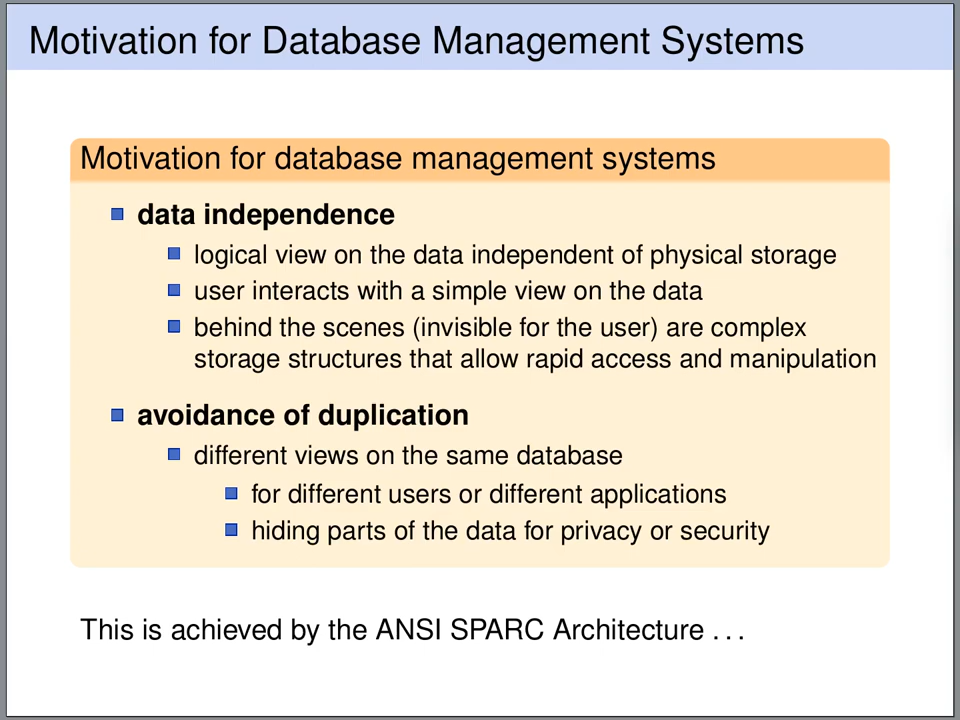 Motivation for Database Management Systems
Motivation for database management systems
data independence
logical view on the data independent of physical storage
user interacts with a simple view on the data
behind the scenes (invisible for the user) are complex
storage structures that allow rapid access and manipulation
avoidance of duplication
different views on the same database
for different users or different applications
hiding parts of the data for privacy or security
This is achieved by the ANSI SPARC Architecture . . .